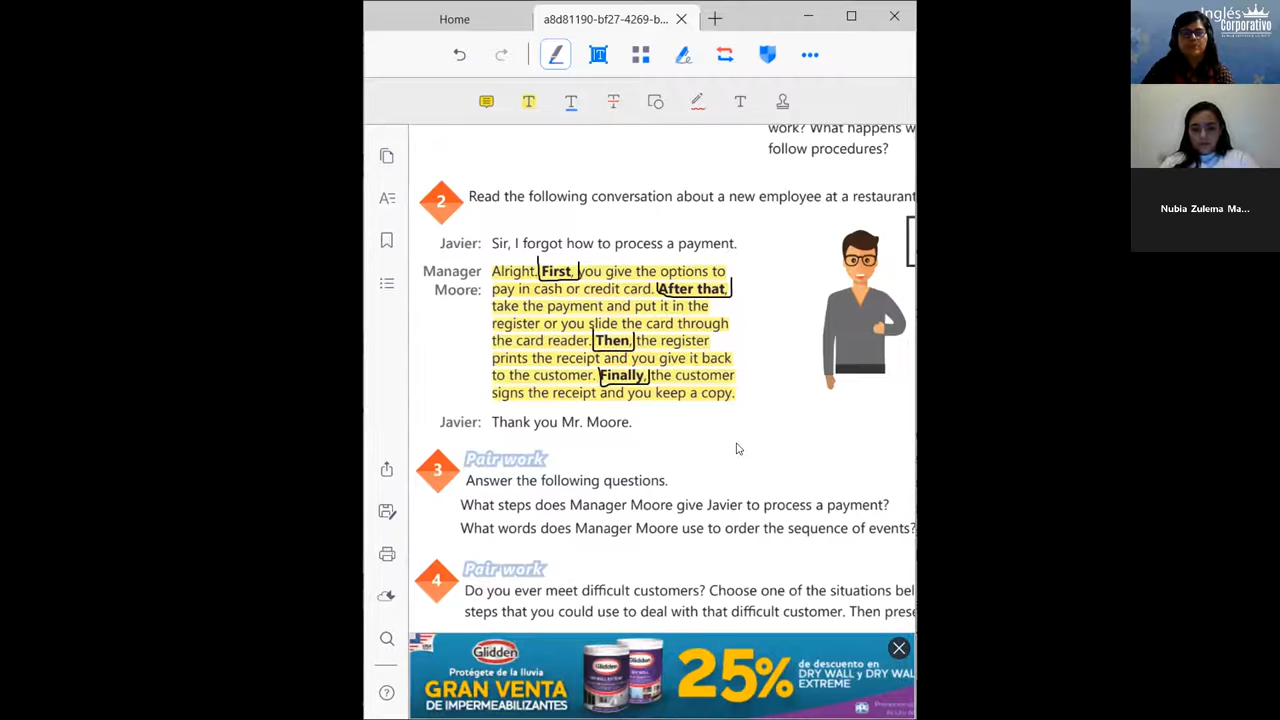 Home
a8d81190-bf27-4269-b...
work? What happens w
follow procedures?
2
Read the following conversation about a new employee at a restaurant
Javier: Sir, I forgot how to process a payment.
Manager Moore: Alright. First, you give the options to
pay in cash or credit card. After that,
take the payment and put it in the
register or you slide the card through
the card reader. Then, the register
prints the receipt and you give it back
to the customer. Finally, the customer
signs the receipt and you keep a copy.
Javier: Thank you Mr. Moore.
3
Pair work
Answer the following questions.
What steps does Manager Moore give Javier to process a payment?
What words does Manager Moore use to order the sequence of events?
4
Pair work
Do you ever meet difficult customers? Choose one of the situations bel
steps that you could use to deal with that difficult customer. Then prese
Glidden
Protégete de la lluvia
GRAN VENTA
DE IMPERMEABILIZANTES
25%
de descuento en
DRY WALL y DRY WAL
EXTREME
Inglés
Corporativo
Nubia Zulema Ma...